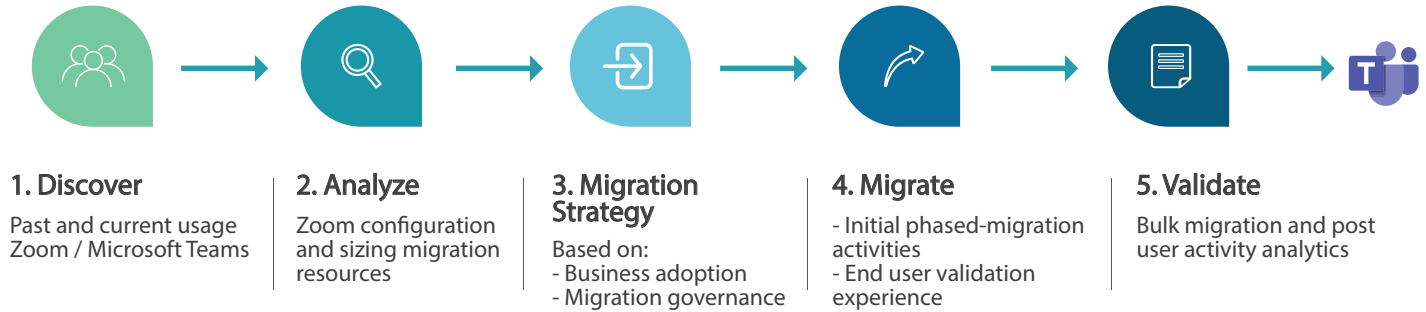 T
1. Discover
Past and current usage
Zoom / Microsoft Teams
2. Analyze
Zoom configuration
and sizing migration
resources
3. Migration
Strategy
Based on:
- Business adoption
- Migration governance
4. Migrate
- Initial phased-migration
activities
- End user validation
experience
5. Validate
Bulk migration and post
user activity analytics